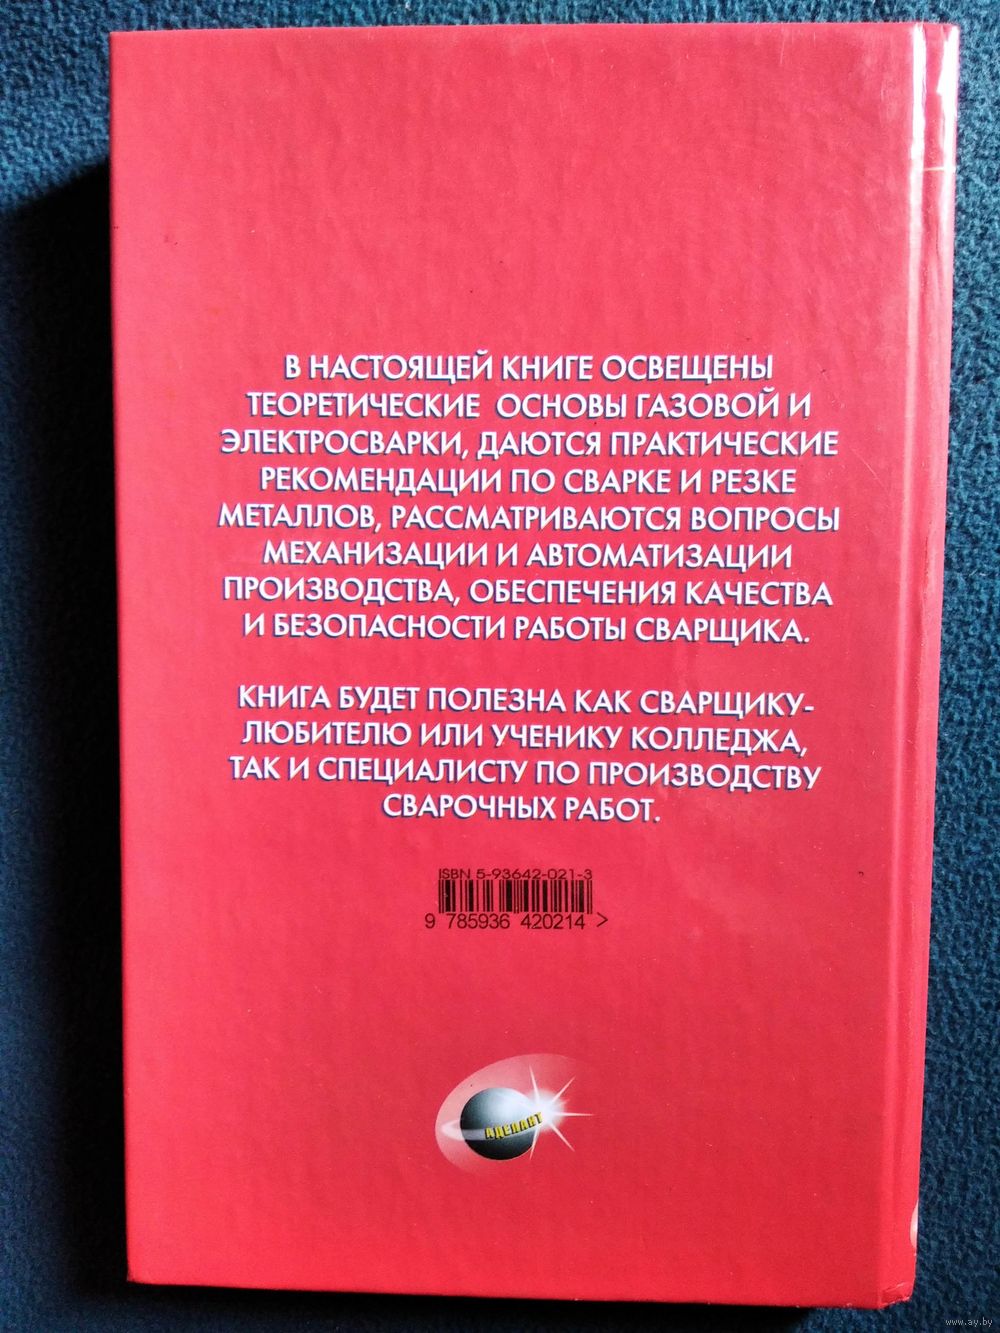 В НАСТОЯЩЕЙ КНИГЕ ОСВЕЩЕНЫ
ТЕОРЕТИЧЕСКИЕ ОСНОВЫ ГАЗОВОЙ И
ЭЛЕКТРОСВАРКИ, ДАЮТСЯ ПРАКТИЧЕСКИЕ
РЕКОМЕНДАЦИИ ПО СВАРКЕ И РЕЗКЕ
МЕТАЛЛОВ, РАССМАТРИВАЮТСЯ ВОПРОСЫ
МЕХАНИЗАЦИИ И АВТОМАТИЗАЦИИ
ПРОИЗВОДСТВА, ОБЕСПЕЧЕНИЯ КАЧЕСТВА
И БЕЗОПАСНОСТИ РАБОТЫ СВАРЩИКА.
КНИГА БУДЕТ ПОЛЕЗНА КАК СВАРЩИКУ-
ЛЮБИТЕЛЮ ИЛИ УЧЕНИКУ КОЛЛЕДЖА,
ТАК И СПЕЦИАЛИСТУ ПО ПРОИЗВОДСТВУ
СВАРОЧНЫХ РАБОТ.
ISBN 5-93642-021-3
9 785936 420214 >
АДЕЛАНТ
www.ay.by